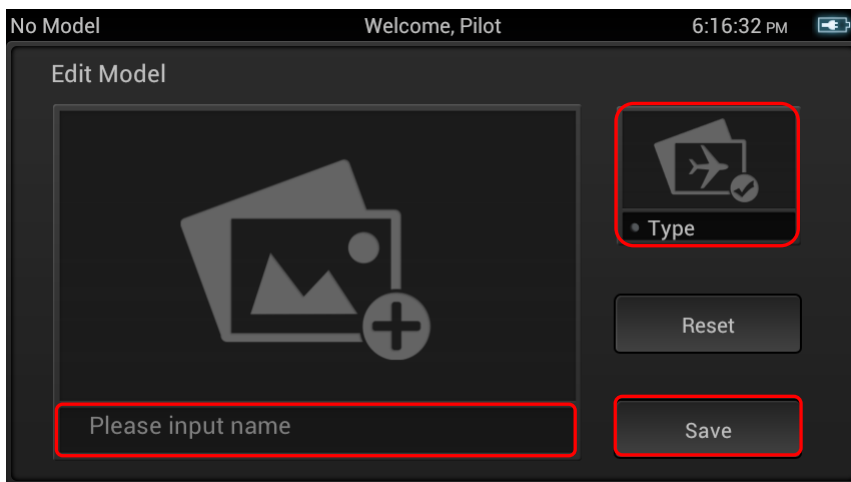 No Model Welcome, Pilot 6:16:32 PM
Edit Model
Type
Reset
Please input name
Save